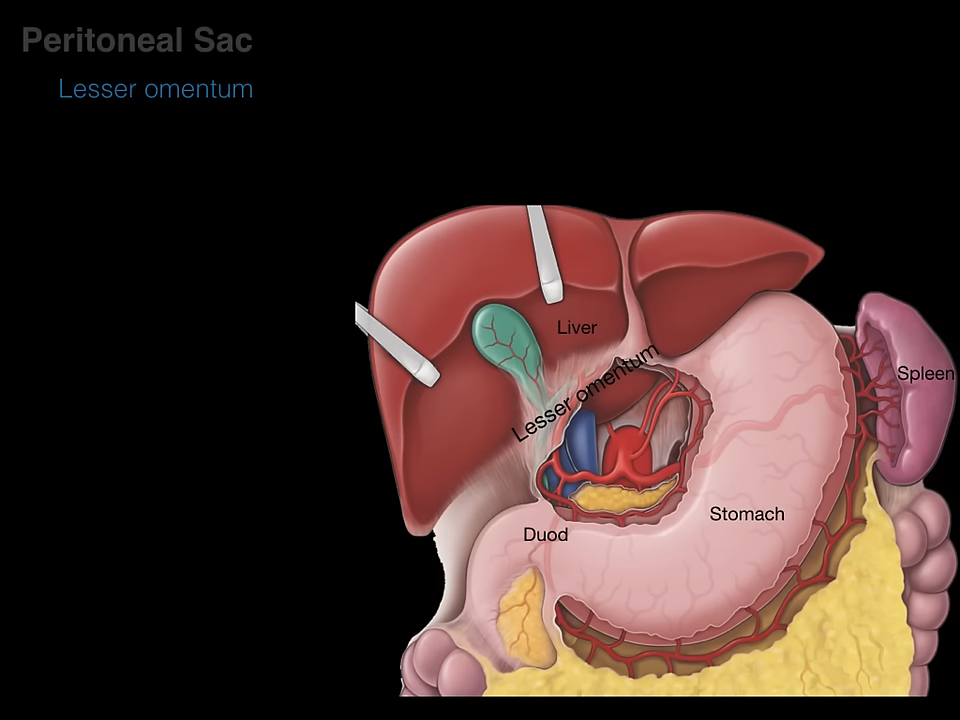 Peritoneal Sac
Lesser omentum
Liver
Lesser omentum
Spleen
Stomach
Duod